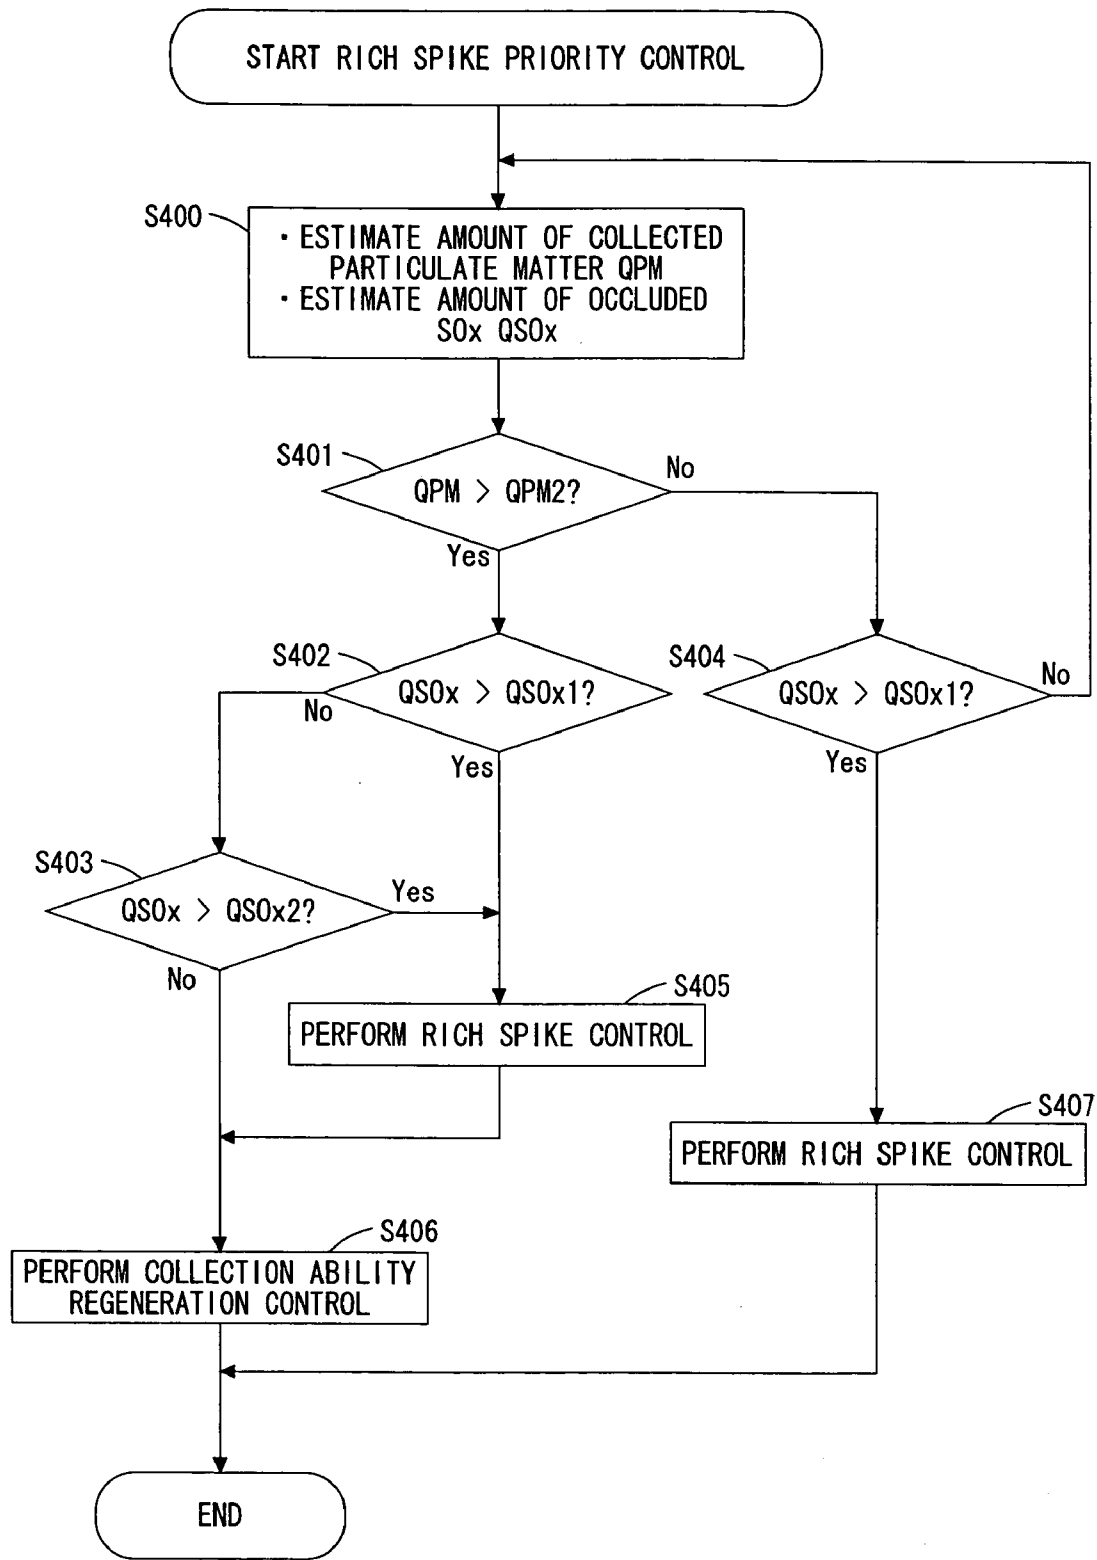 START RICH SPIKE PRIORITY CONTROL
S400
・ESTIMATE AMOUNT OF COLLECTED
PARTICULATE MATTER QPM
・ESTIMATE AMOUNT OF OCCLUDED
SOx QSOx
S401
QPM > QPM2?
No
Yes
S402
QSOx > QSOx1?
No
Yes
S404
QSOx > QSOx1?
No
Yes
S403
QSOx > QSOx2?
Yes
No
S405
PERFORM RICH SPIKE CONTROL
S407
PERFORM RICH SPIKE CONTROL
S406
PERFORM COLLECTION ABILITY
REGENERATION CONTROL
END